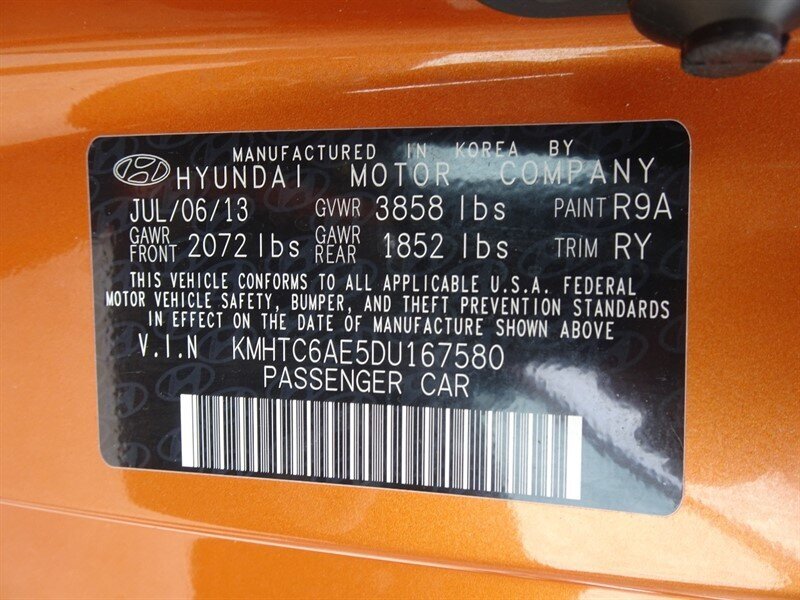 MANUFACTURED IN KOREA BY
HYUNDAI MOTOR COMPANY
JUL/06/13 GVWR 3858 lbs PAINT R9A
GAWR FRONT 2072 lbs GAWR REAR 1852 lbs TRIM RY
THIS VEHICLE CONFORMS TO ALL APPLICABLE U.S.A. FEDERAL
MOTOR VEHICLE SAFETY, BUMPER, AND THEFT PREVENTION STANDARDS
IN EFFECT ON THE DATE OF MANUFACTURE SHOWN ABOVE
V.I.N KMHTC6AE5DU167580
PASSENGER CAR